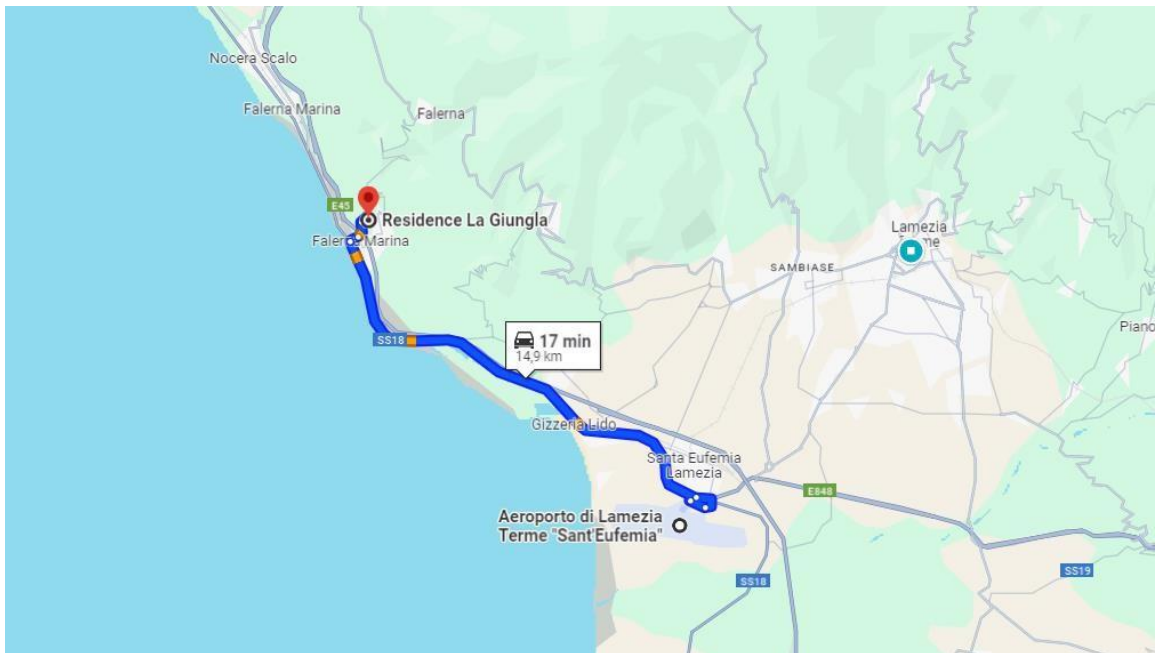 Nocera Scalo
Falerna Marina
Falerna
E45
Residence La Giungla
Falerna Marina
Lamezia
Terme
SAMBIASE
Piano
SS18
17 min
14,9 km
Gizzeria Lido
Santa Eufemia
Lamezia
E848
Aeroporto di Lamezia
Terme "Sant'Eufemia"
SS18
SS19